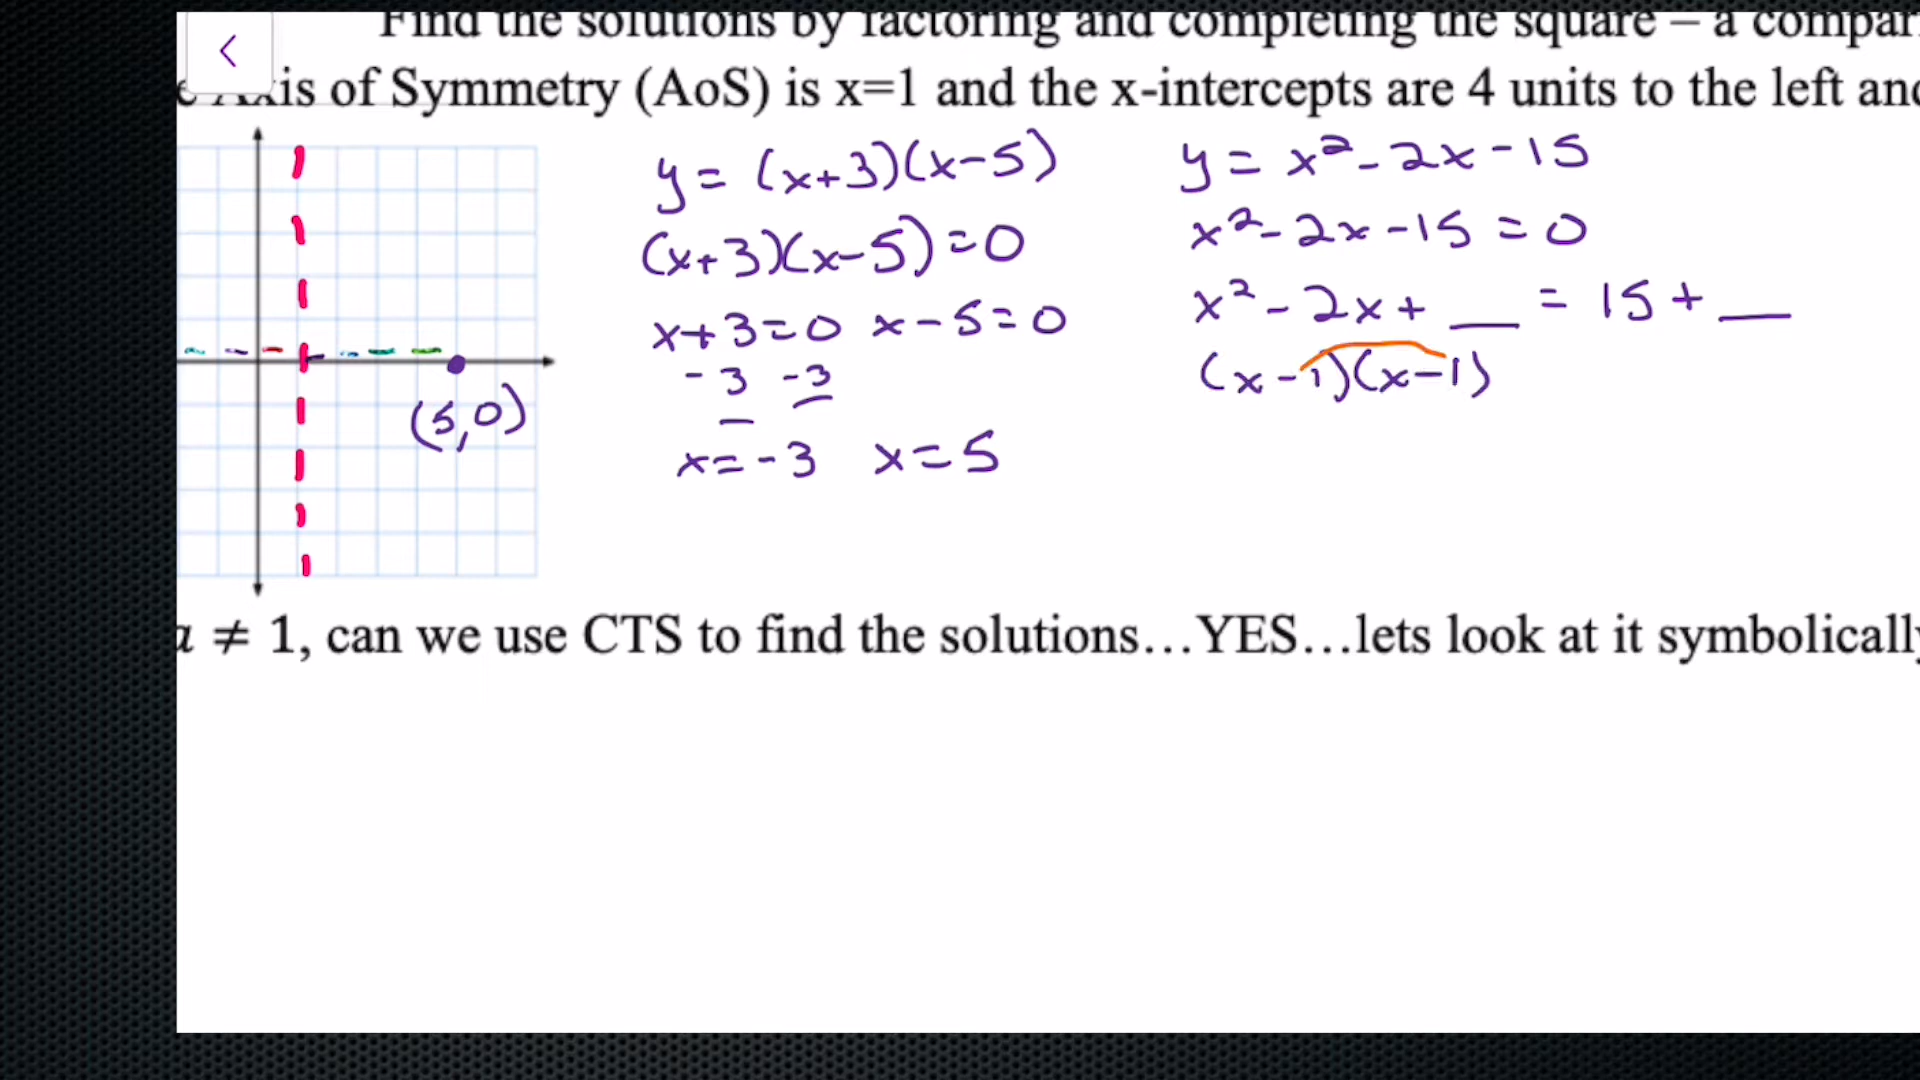 Find the solutions by factoring and completing the square – a
is of Symmetry (AoS) is x=1 and the x-intercepts are 4 units to the left
y = (x+3)(x-5)
(x+3)(x-5)=0
x+3=0 x-5=0
-3 -3
x=-3 x=5
y = x²-2x-15
x²-2x-15 = 0
x²-2x+ __ = 15+ __
(x-1)(x-1)
(5,0)
a ≠ 1, can we use CTS to find the solutions…YES…lets look at it symbolically